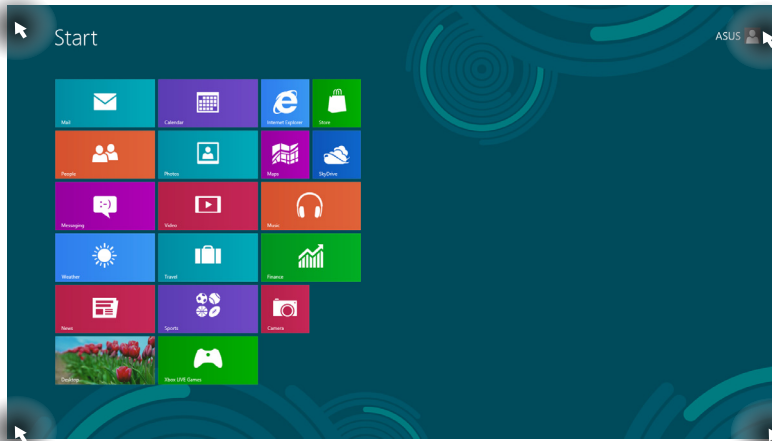 Start
ASUS
Mail
Calendar
Internet Explorer
Store
People
Photos
Maps
SkyDrive
:-)
Messaging
Video
Music
Weather
Travel
Finance
News
Sports
Camera
Desktop
Xbox LIVE Games